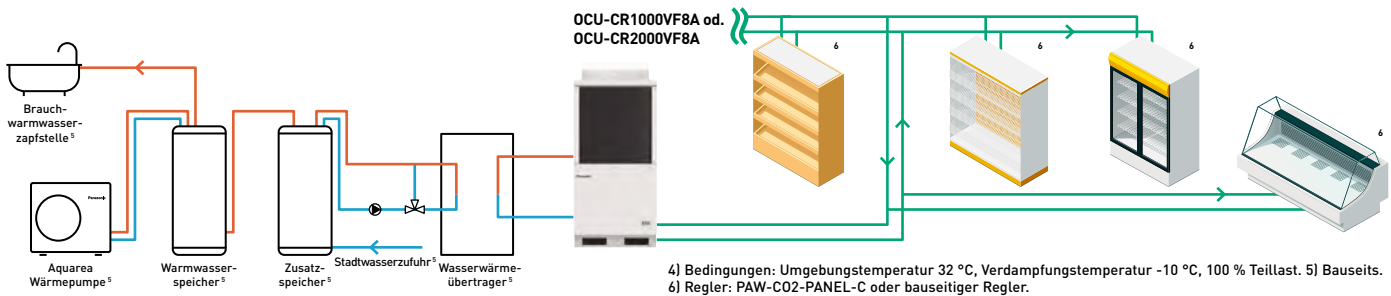 OCU-CR1000VF8A od.
OCU-CR2000VF8A
6
6
6
6
Brauch-
warmwasser-
zapfstelle 5
Panasonic
Panasonic
Aquarea
Wärmepumpe 5
Warmwasser-
speicher 5
Zusatz-
speicher 5
Stadtwasserzufuhr 5
Wasserwärme-
übertrager 5
4) Bedingungen: Umgebungstemperatur 32 °C, Verdampfungstemperatur -10 °C, 100 % Teillast. 5) Bauseits.
6) Regler: PAW-CO2-PANEL-C oder bauseitiger Regler.